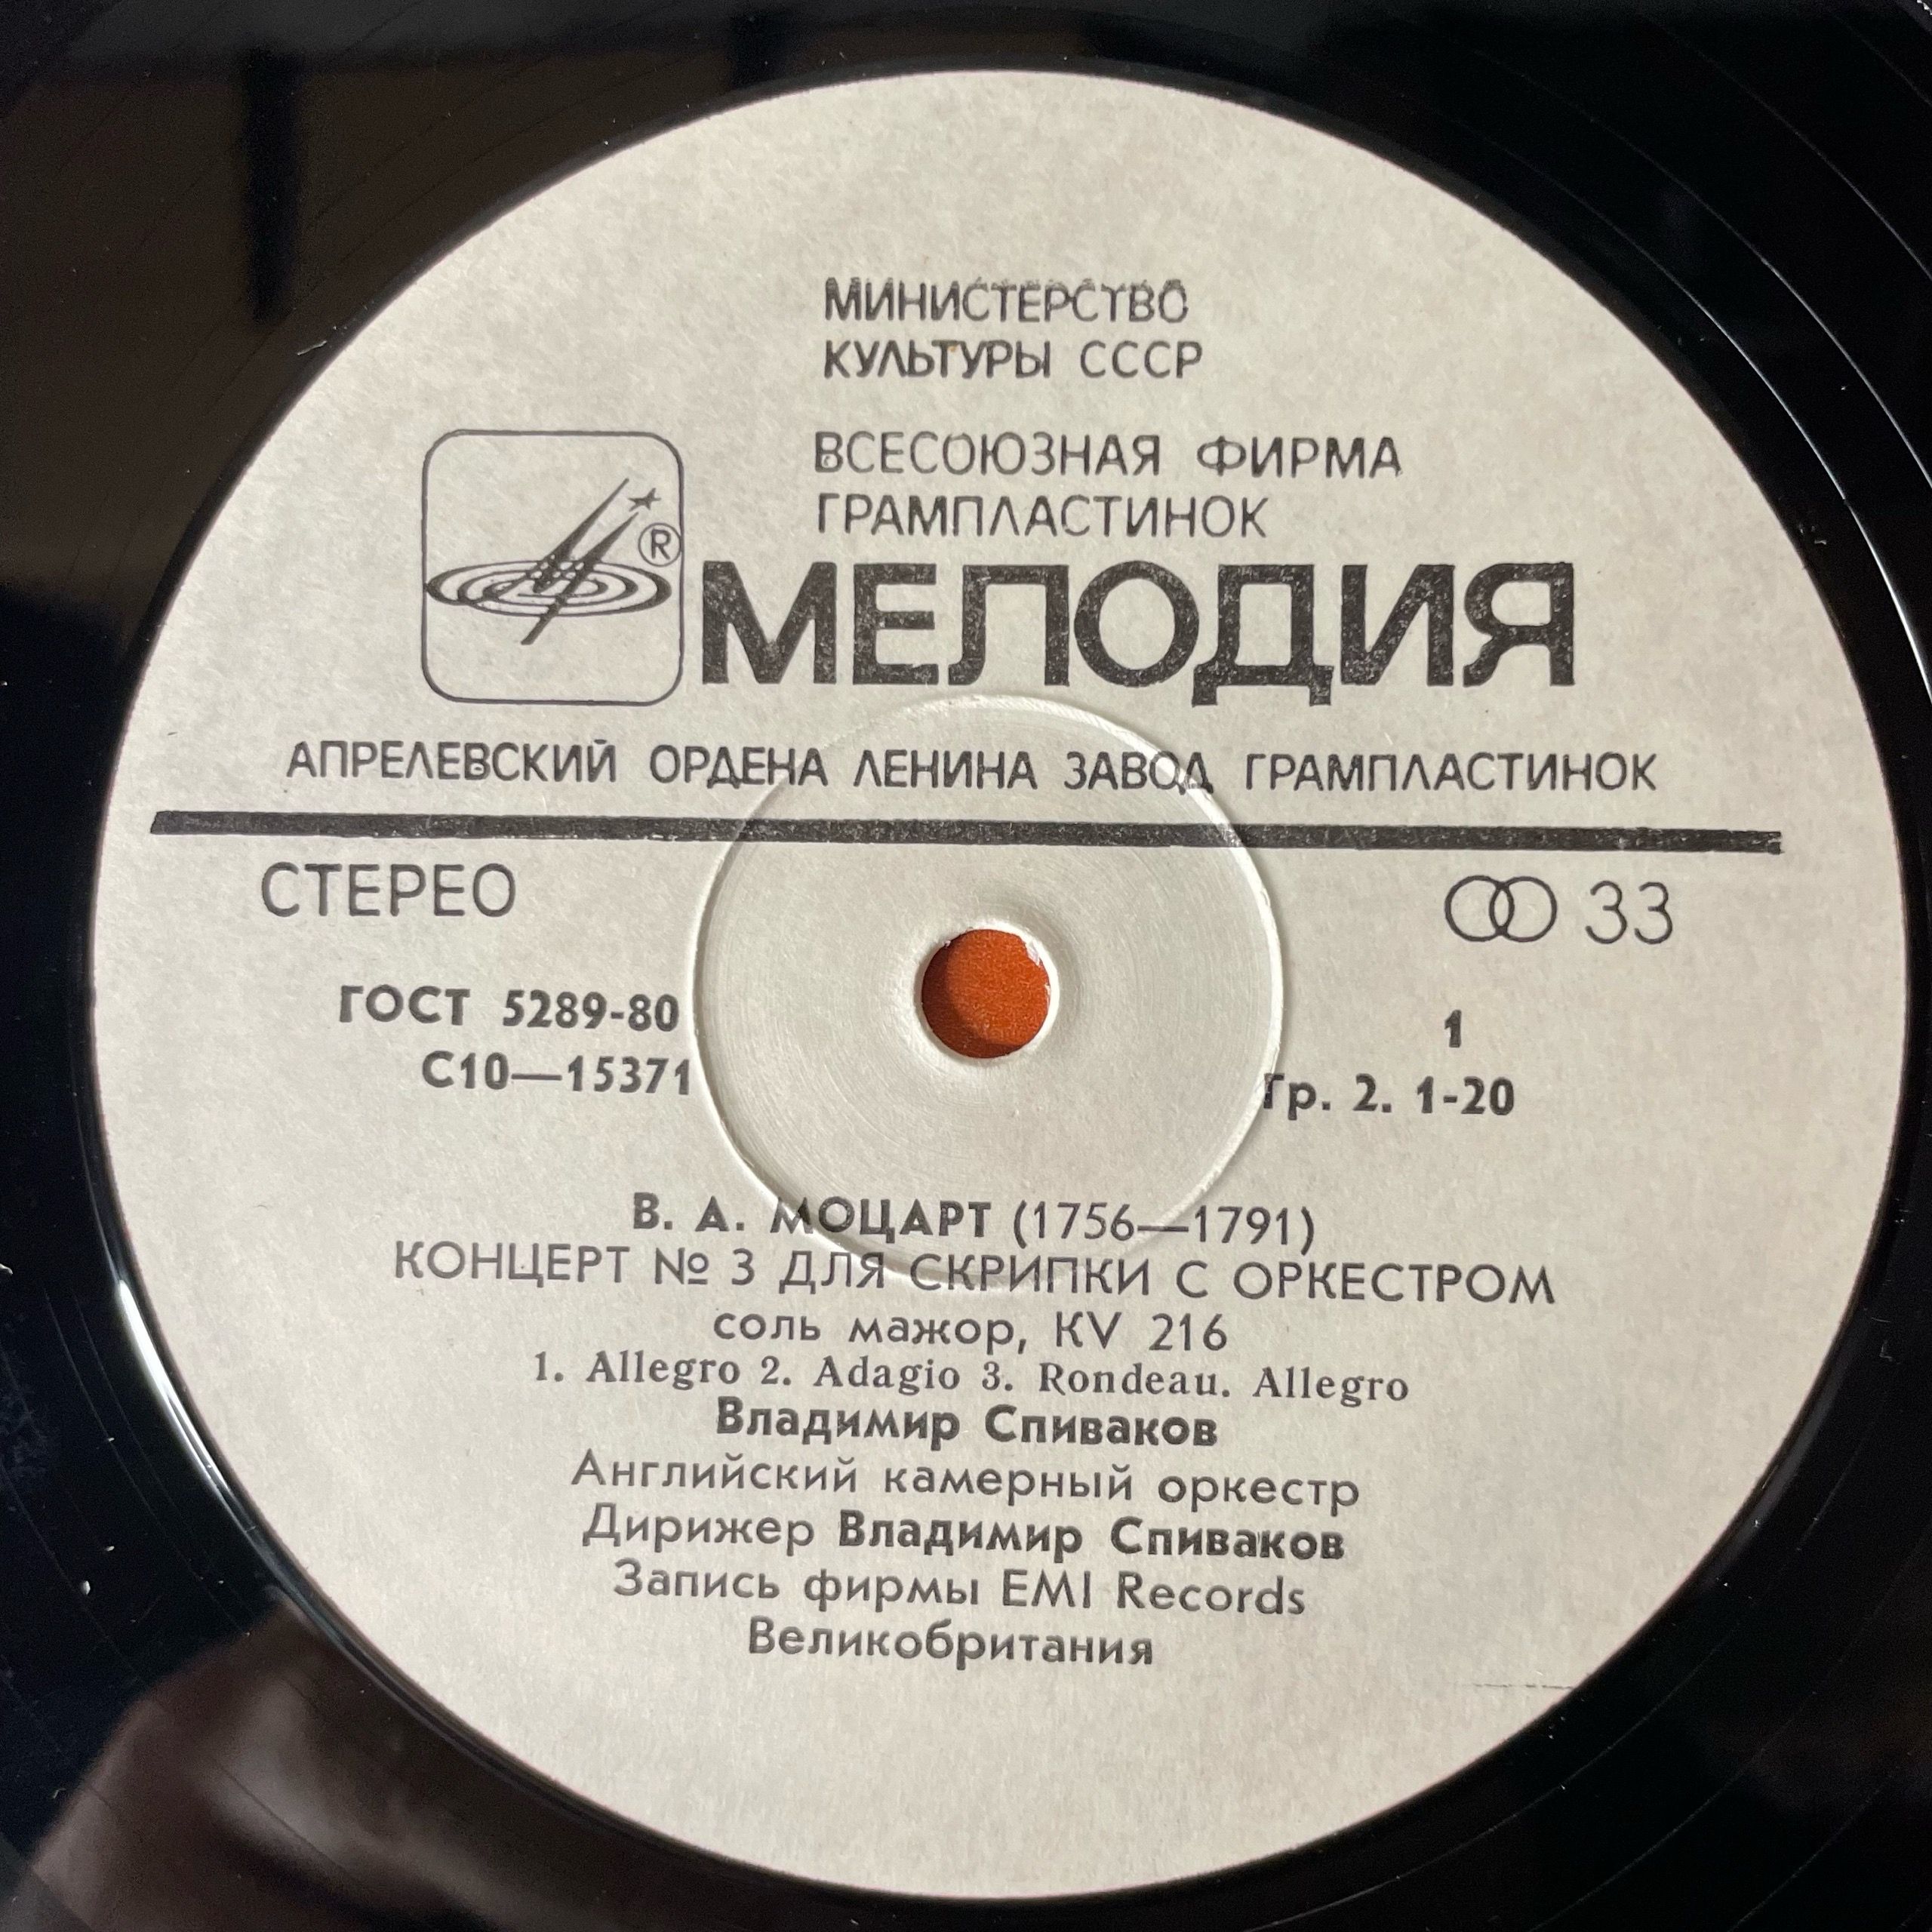 МИНИСТЕРСТВО
КУЛЬТУРЫ СССР
ВСЕСОЮЗНАЯ ФИРМА
ГРАМПЛАСТИНОК
®
МЕЛОДИЯ
АПРЕЛЕВСКИЙ ОРДЕНА ЛЕНИНА ЗАВОД ГРАМПЛАСТИНОК
СТЕРЕО
33
ГОСТ 5289-80
1
С10—15371
Гр. 2. 1-20
В. А. МОЦАРТ (1756—1791)
КОНЦЕРТ № 3 ДЛЯ СКРИПКИ С ОРКЕСТРОМ
соль мажор, KV 216
1. Allegro 2. Adagio 3. Rondeau. Allegro
Владимир Спиваков
Английский камерный оркестр
Дирижер Владимир Спиваков
Запись фирмы EMI Records
Великобритания